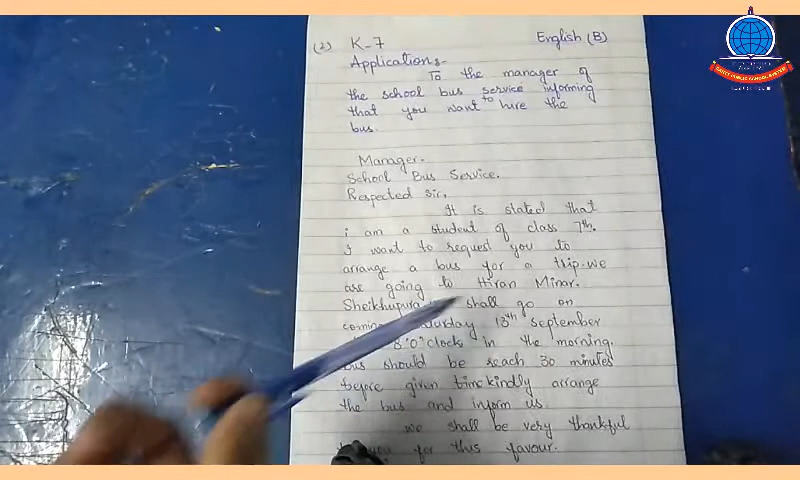 (2) K-7 English (B)
Applications-
To the manager of
the school bus service informing
that you want to hire the
bus.
Manager.
School Bus Service.
Respected Sir,
It is stated that
i am a student of class 7th.
I want to request you to
arrange a bus for a trip.we
are going to Hiran Minar.
Sheikhupura shall go on
13th september
8'O'clock in the morning.
Bus should be reach 30 minutes
before given time.kindly arrange
the bus and inform us
we shall be very thankful
you for this favour.